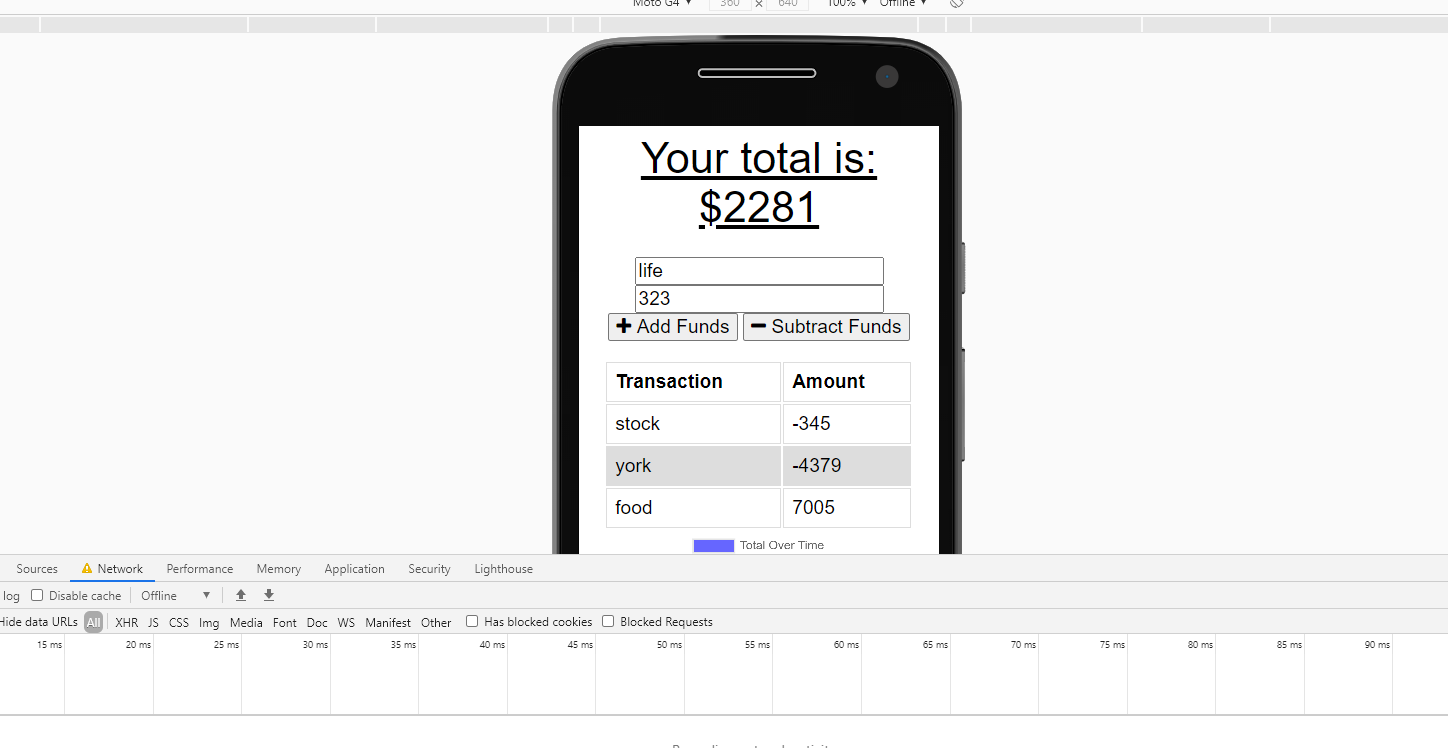 Moto G4 ▼ 360 × 640 100% ▼ Offline ▼
Your total is:
$2281
life
323
Add Funds Subtract Funds
Transaction Amount
stock -345
york -4379
food 7005
Total Over Time
Sources Network Performance Memory Application Security Lighthouse
log Disable cache Offline ▼
Hide data URLs All XHR JS CSS Img Media Font Doc WS Manifest Other Has blocked cookies Blocked Requests
15 ms 20 ms 25 ms 30 ms 35 ms 40 ms 45 ms 50 ms 55 ms 60 ms 65 ms 70 ms 75 ms 80 ms 85 ms 90 ms